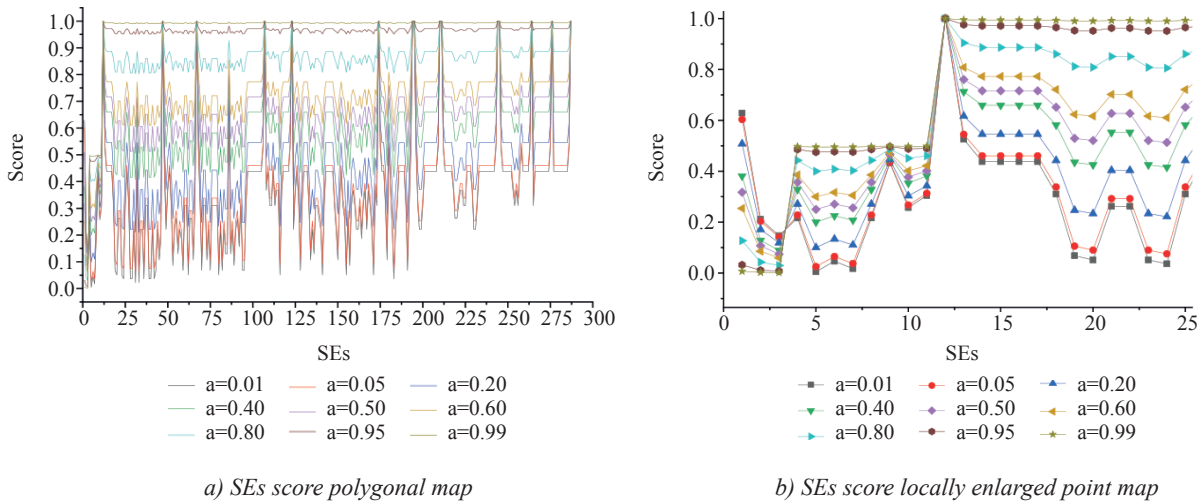 a)
1.0
0.9
0.8
0.7
0.6
0.5
0.4
0.3
0.2
0.1
0.0
Score
0 25 50 75 100 125 150 175 200 225 250 275 300
SEs
a=0.01 a=0.05 a=0.20
a=0.40 a=0.50 a=0.60
a=0.80 a=0.95 a=0.99
a) SEs score polygonal map
b)
1.0
0.8
0.6
0.4
0.2
0.0
Score
0 5 10 15 20 25
SEs
a=0.01 a=0.05 a=0.20
a=0.40 a=0.50 a=0.60
a=0.80 a=0.95 a=0.99
b) SEs score locally enlarged point map